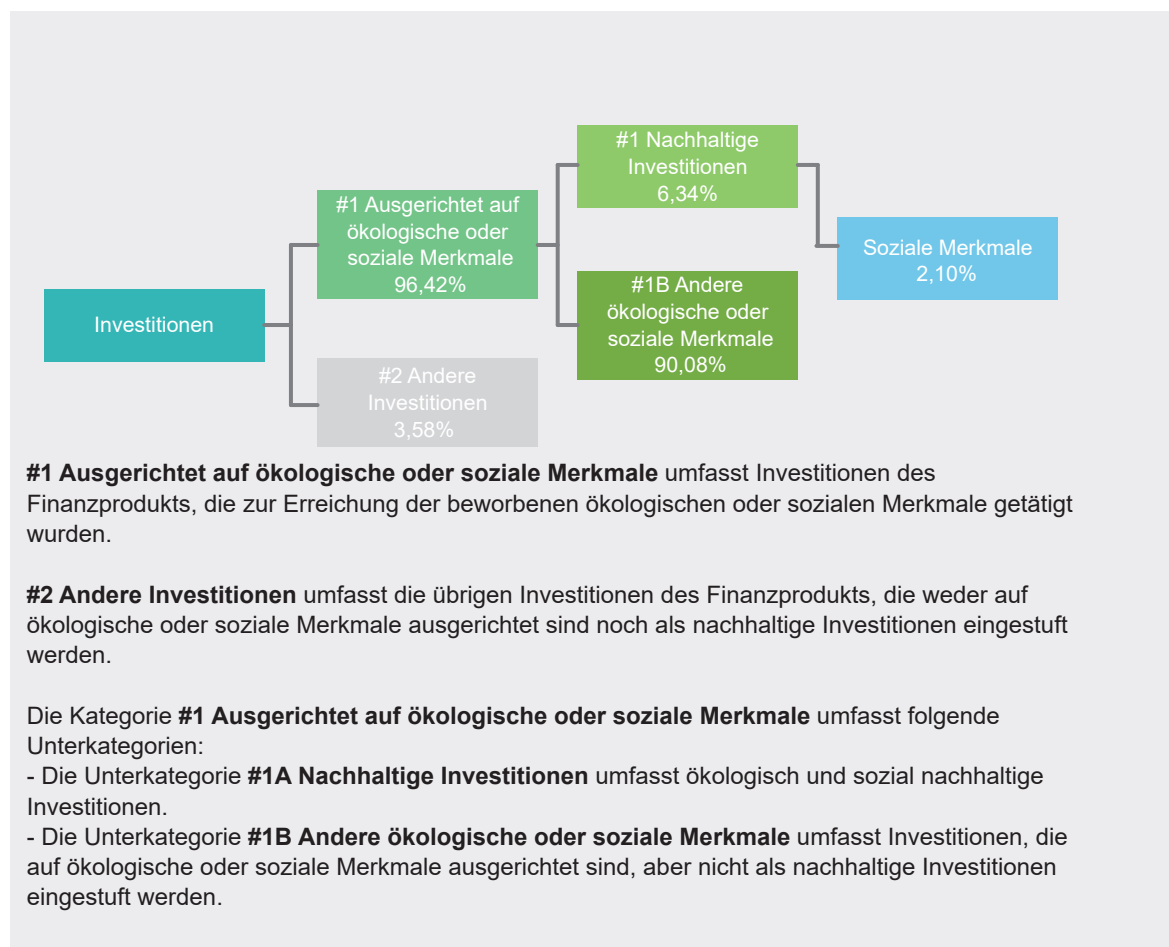 #1 Nachhaltige
Investitionen
6,34%
#1 Ausgerichtet auf
ökologische oder
soziale Merkmale
96,42%
Soziale Merkmale
2,10%
#1B Andere
ökologische oder
soziale Merkmale
90,08%
Investitionen
#2 Andere
Investitionen
3,58%
#1 Ausgerichtet auf ökologische oder soziale Merkmale umfasst Investitionen des
Finanzprodukts, die zur Erreichung der beworbenen ökologischen oder sozialen Merkmale getätigt
wurden.
#2 Andere Investitionen umfasst die übrigen Investitionen des Finanzprodukts, die weder auf
ökologische oder soziale Merkmale ausgerichtet sind noch als nachhaltige Investitionen eingestuft
werden.
Die Kategorie #1 Ausgerichtet auf ökologische oder soziale Merkmale umfasst folgende
Unterkategorien:
- Die Unterkategorie #1A Nachhaltige Investitionen umfasst ökologisch und sozial nachhaltige
Investitionen.
- Die Unterkategorie #1B Andere ökologische oder soziale Merkmale umfasst Investitionen, die
auf ökologische oder soziale Merkmale ausgerichtet sind, aber nicht als nachhaltige Investitionen
eingestuft werden.